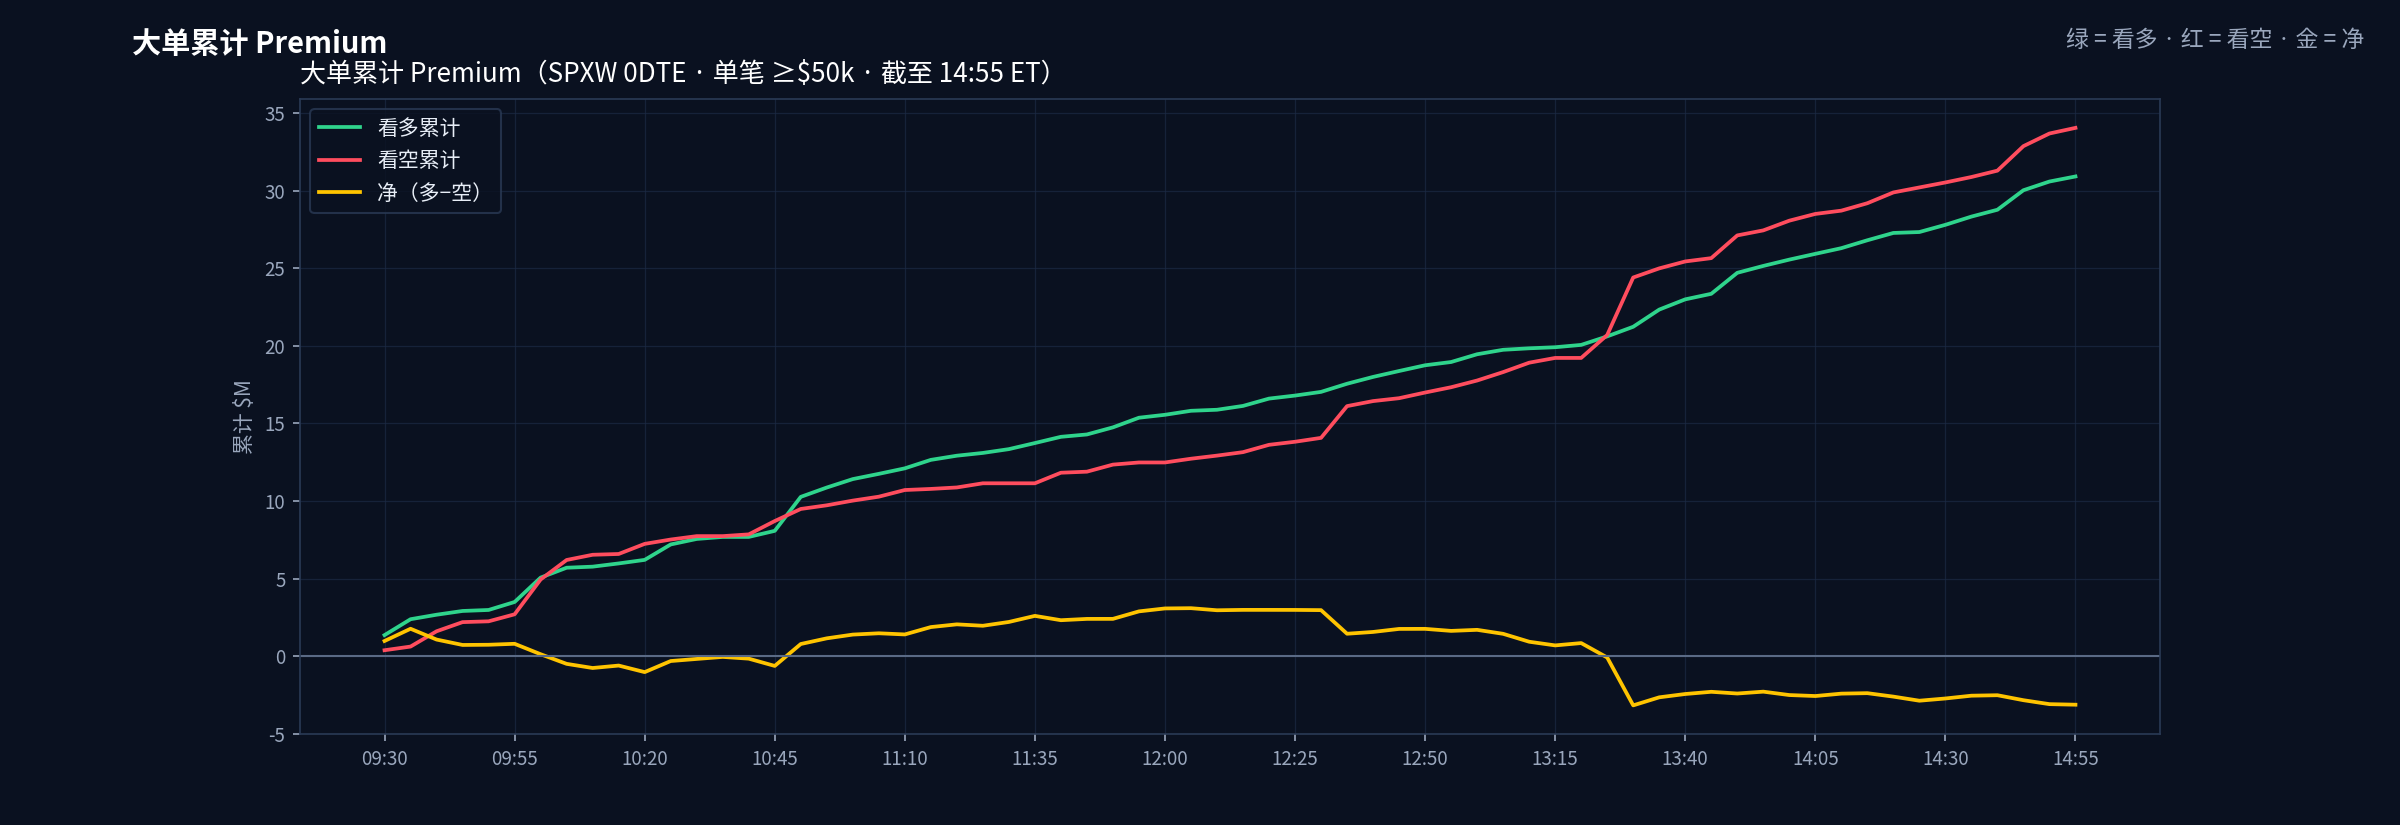 大单累计 Premium
绿 = 看多 · 红 = 看空 · 金 = 净
大单累计 Premium（SPXW 0DTE · 单笔 ≥$50k · 截至 14:55 ET）
看多累计
看空累计
净（多−空）
累计 $M
35
30
25
20
15
10
5
0
-5
09:30 09:55 10:20 10:45 11:10 11:35 12:00 12:25 12:50 13:15 13:40 14:05 14:30 14:55